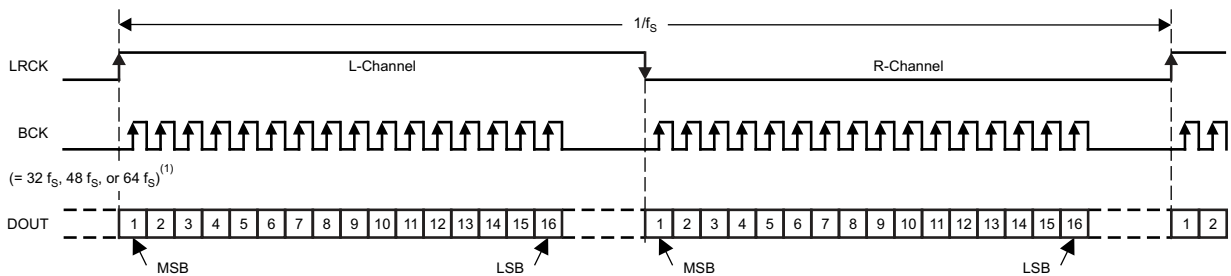 1/fS
LRCK
L-Channel
R-Channel
BCK
(= 32 fS, 48 fS, or 64 fS)(1)
DOUT
1 2 3 4 5 6 7 8 9 10 11 12 13 14 15 16
1 2 3 4 5 6 7 8 9 10 11 12 13 14 15 16
1 2
MSB
LSB
MSB
LSB